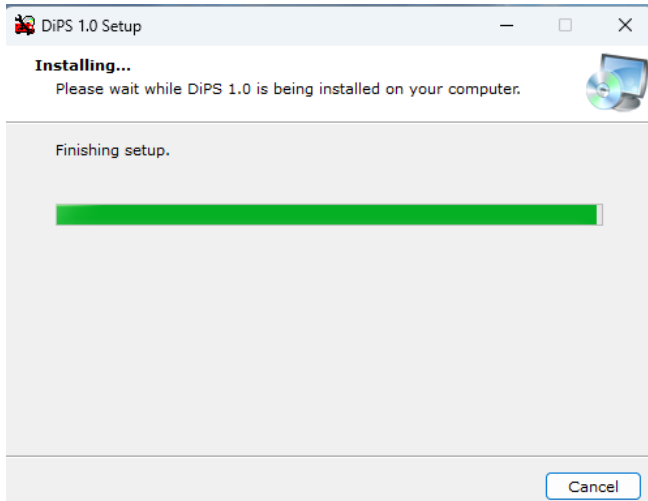 DiPS 1.0 Setup
Installing...
Please wait while DiPS 1.0 is being installed on your computer.
Finishing setup.
Cancel